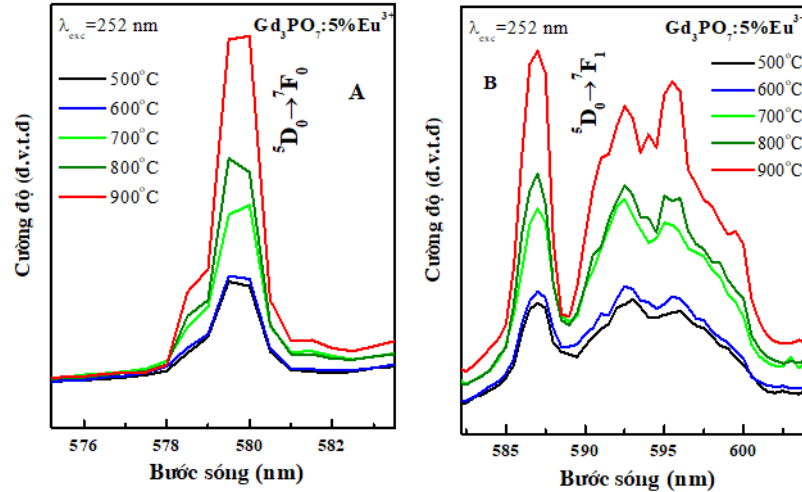 λexc=252 nm
Gd3PO7:5%Eu3+
500°C
600°C
700°C
800°C
900°C
5D0→7F0
A
Cường độ (đ.v.t.đ)
576 578 580 582
Bước sóng (nm)
λexc=252 nm
Gd3PO7:5%Eu3+
B
5D0→7F1
500°C
600°C
700°C
800°C
900°C
Cường độ (đ.v.t.đ)
585 590 595 600
Bước sóng (nm)